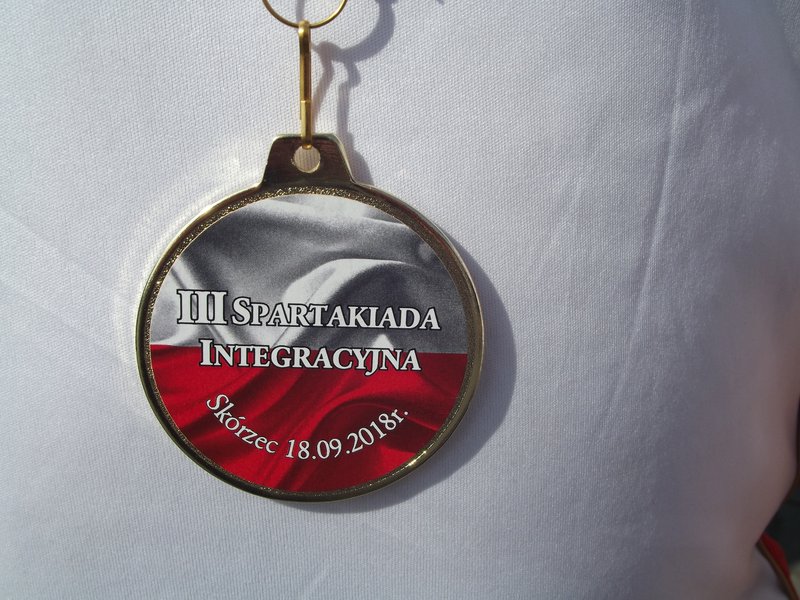 III SPARTAKIADA
INTEGRACYJNA
Skórzec 18.09.2018r.